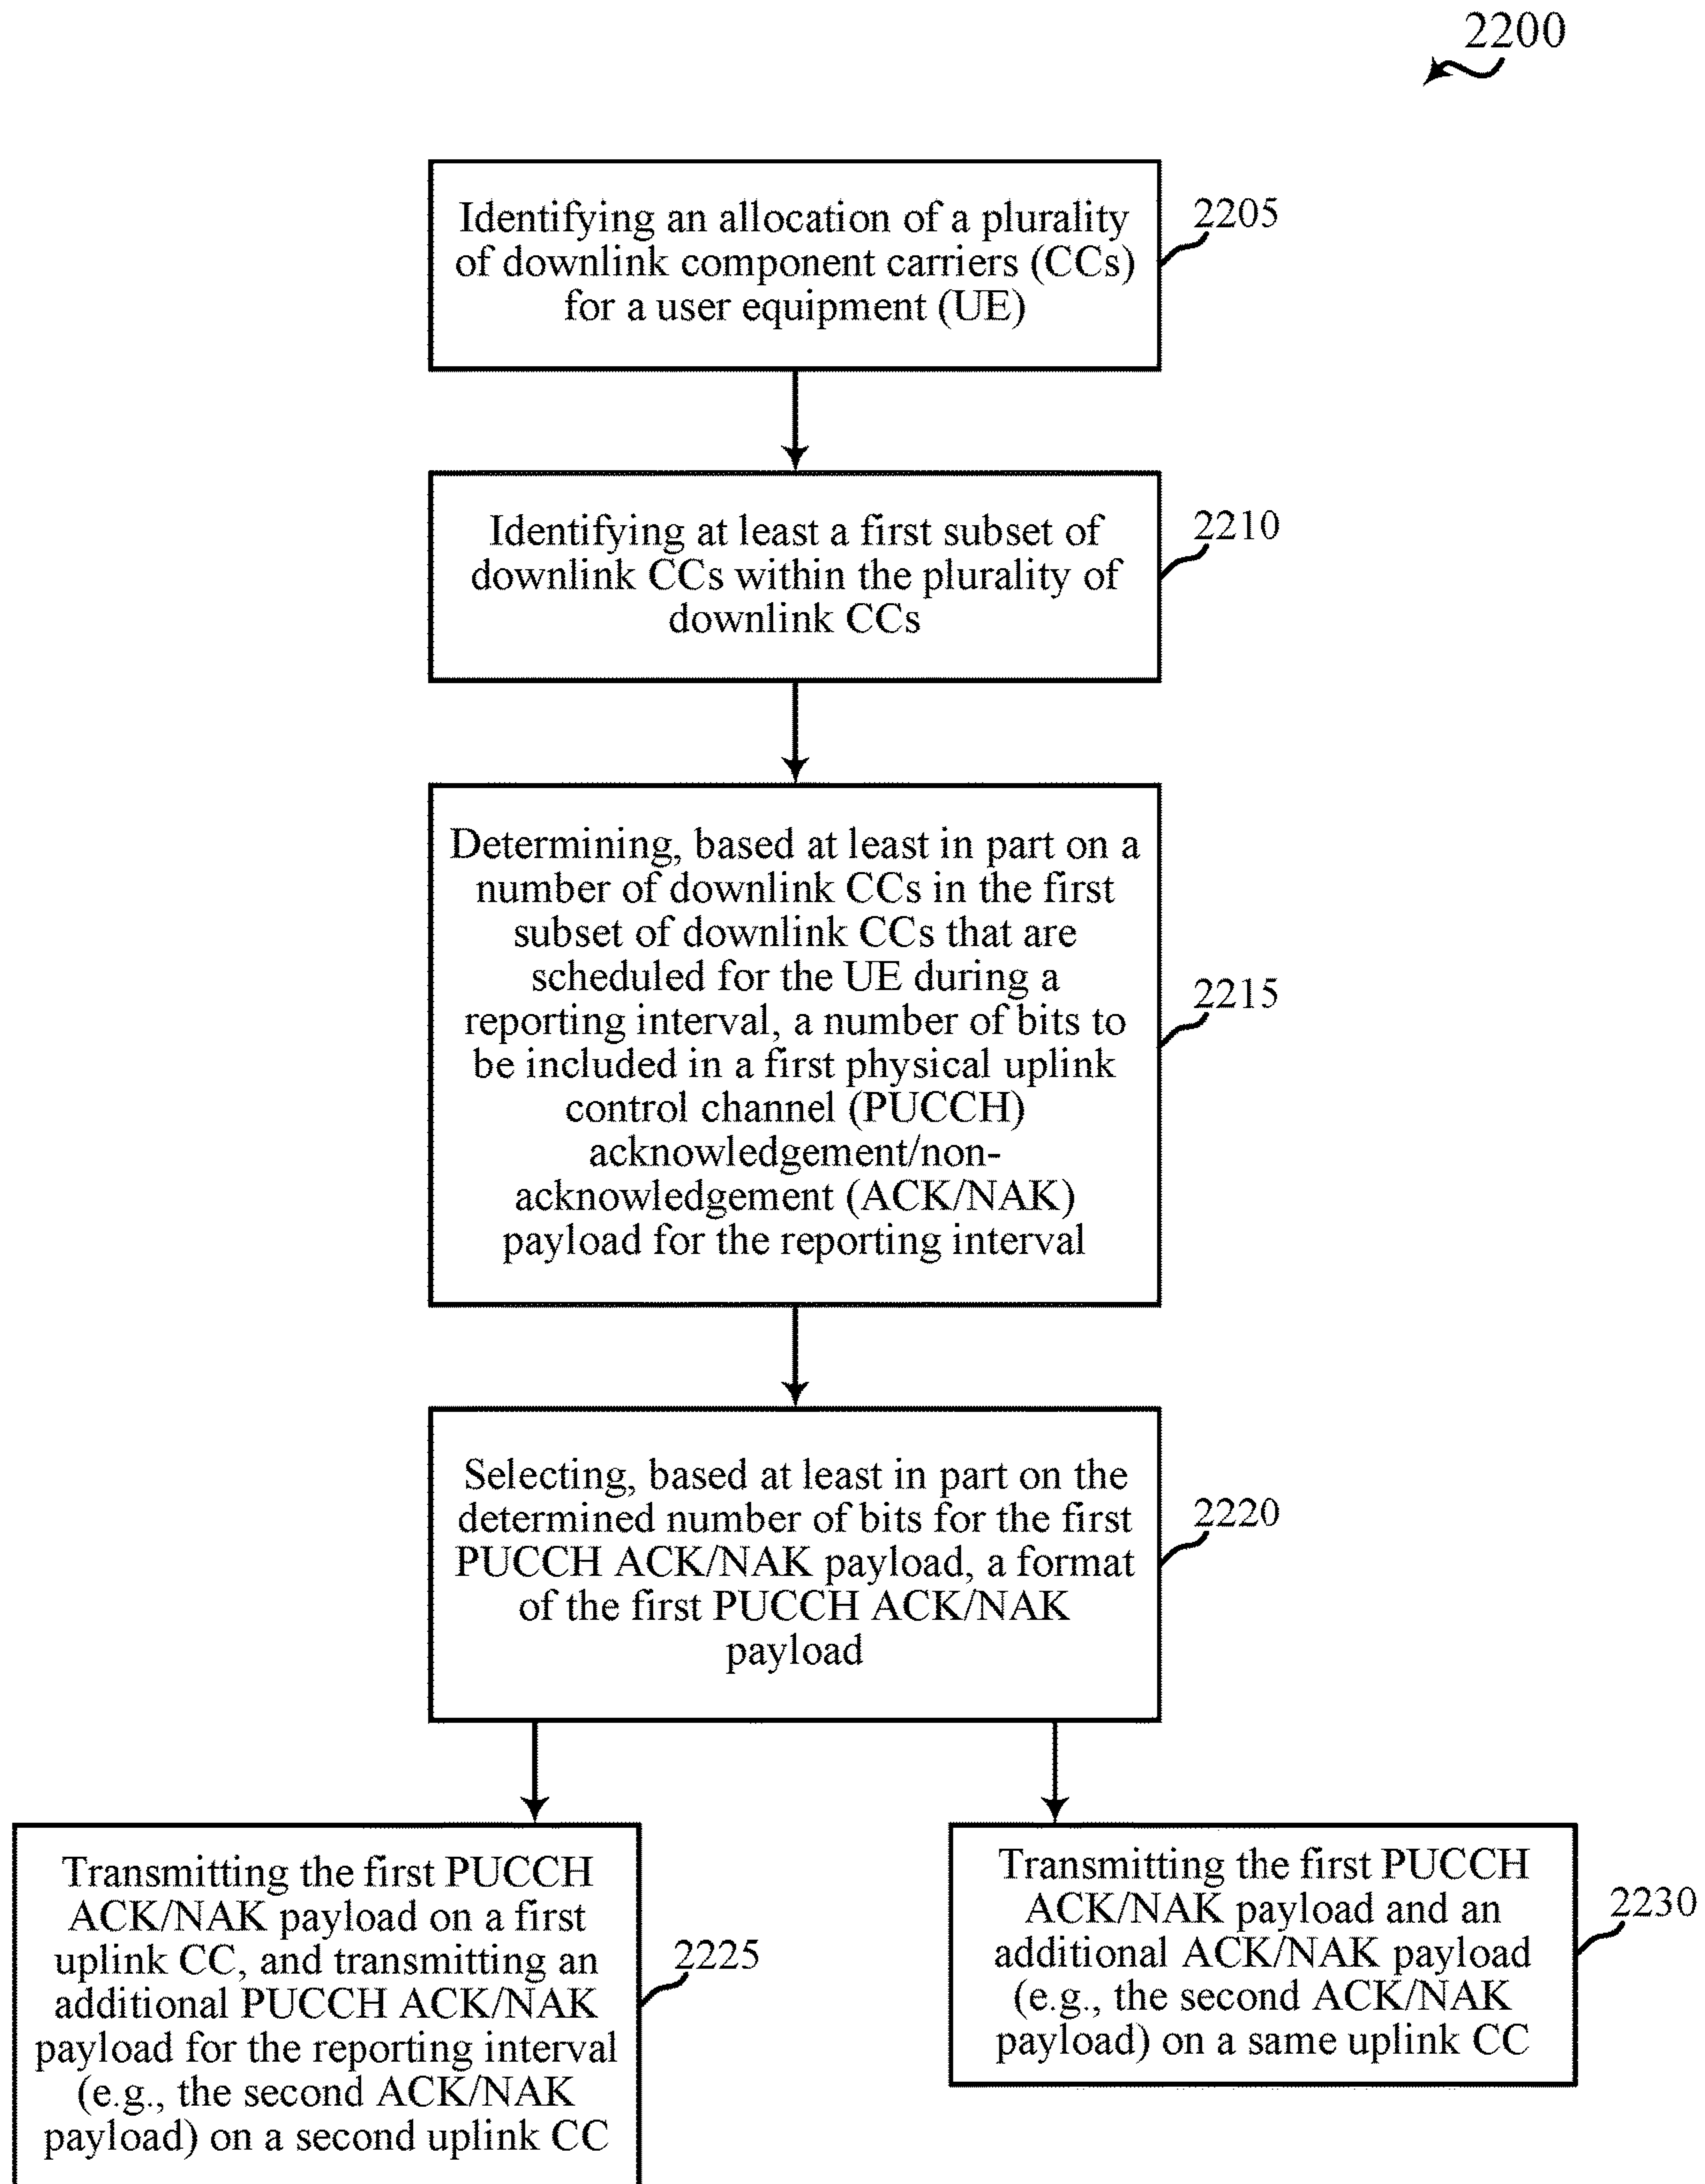 2200
Identifying an allocation of a plurality
of downlink component carriers (CCs)
for a user equipment (UE)
2205
Identifying at least a first subset of
downlink CCs within the plurality of
downlink CCs
2210
Determining, based at least in part on a
number of downlink CCs in the first
subset of downlink CCs that are
scheduled for the UE during a
reporting interval, a number of bits to
be included in a first physical uplink
control channel (PUCCH)
acknowledgement/non-
acknowledgement (ACK/NAK)
payload for the reporting interval
2215
Selecting, based at least in part on the
determined number of bits for the first
PUCCH ACK/NAK payload, a format
of the first PUCCH ACK/NAK
payload
2220
Transmitting the first PUCCH
ACK/NAK payload on a first
uplink CC, and transmitting an
additional PUCCH ACK/NAK
payload for the reporting interval
(e.g., the second ACK/NAK
payload) on a second uplink CC
2225
Transmitting the first PUCCH
ACK/NAK payload and an
additional ACK/NAK payload
(e.g., the second ACK/NAK
payload) on a same uplink CC
2230